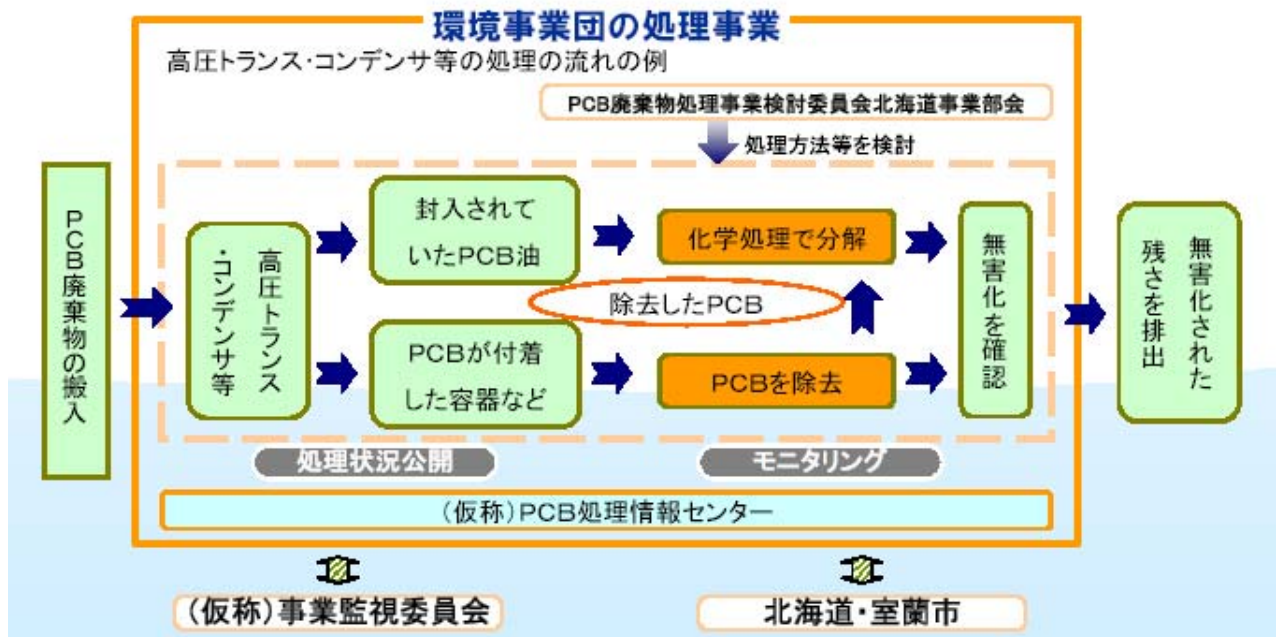 環境事業団の処理事業
高圧トランス・コンデンサ等の処理の流れの例
PCB廃棄物処理事業検討委員会北海道事業部会
処理方法等を検討
PCB廃棄物の搬入
高圧トランス
・コンデンサ等
封入されて
いたPCB油
化学処理で分解
除去したPCB
PCBが付着
した容器など
PCBを除去
無害化を確認
無害化された
残さを排出
処理状況公開
モニタリング
(仮称)PCB処理情報センター
(仮称)事業監視委員会
北海道・室蘭市